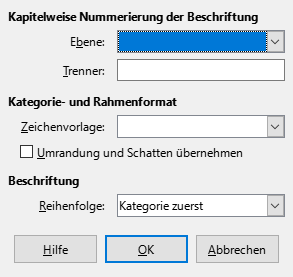 Kapitelweise Nummerierung der Beschriftung
Ebene:
Trenner:
Kategorie- und Rahmenformat
Zeichenvorlage:
Umrandung und Schatten übernehmen
Beschriftung
Reihenfolge: Kategorie zuerst
Hilfe OK Abbrechen